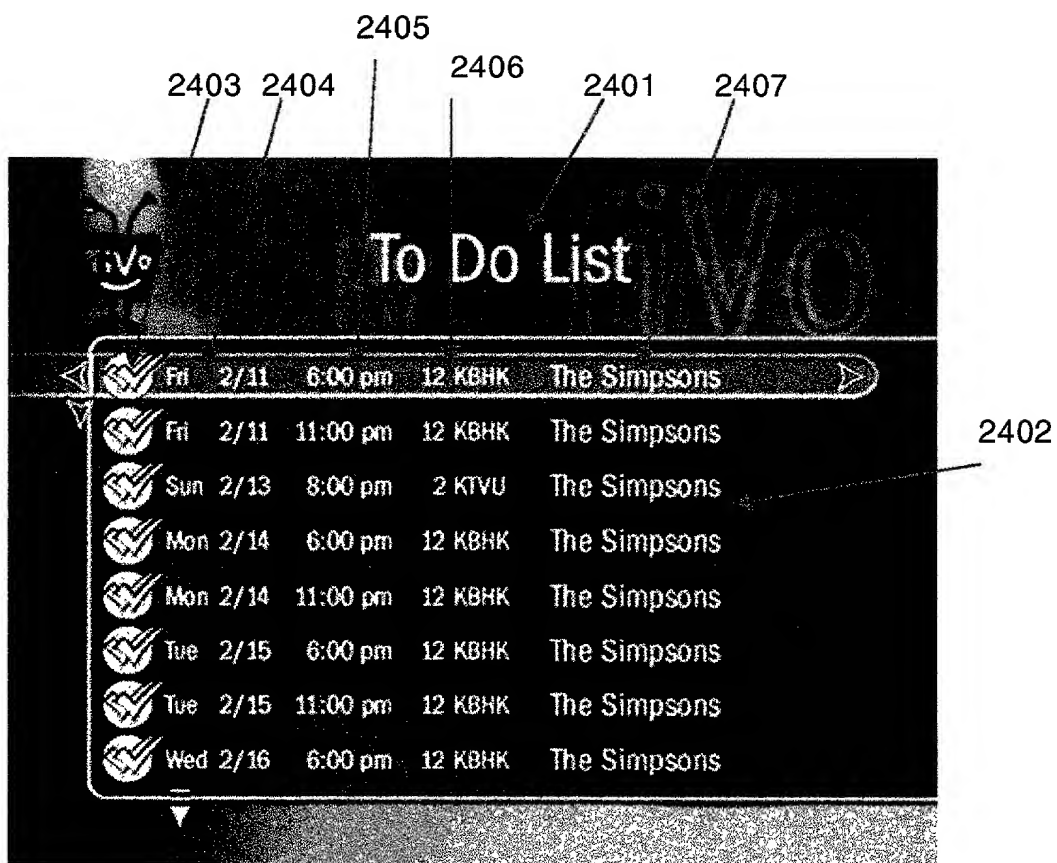 2405
2406
2403 2404 2401 2407
TiVo
TiVo
To Do List
Fri 2/11 6:00 pm 12 KBHK The Simpsons
Fri 2/11 11:00 pm 12 KBHK The Simpsons
2402
Sun 2/13 8:00 pm 2 KTVU The Simpsons
Mon 2/14 6:00 pm 12 KBHK The Simpsons
Mon 2/14 11:00 pm 12 KBHK The Simpsons
Tue 2/15 6:00 pm 12 KBHK The Simpsons
Tue 2/15 11:00 pm 12 KBHK The Simpsons
Wed 2/16 6:00 pm 12 KBHK The Simpsons